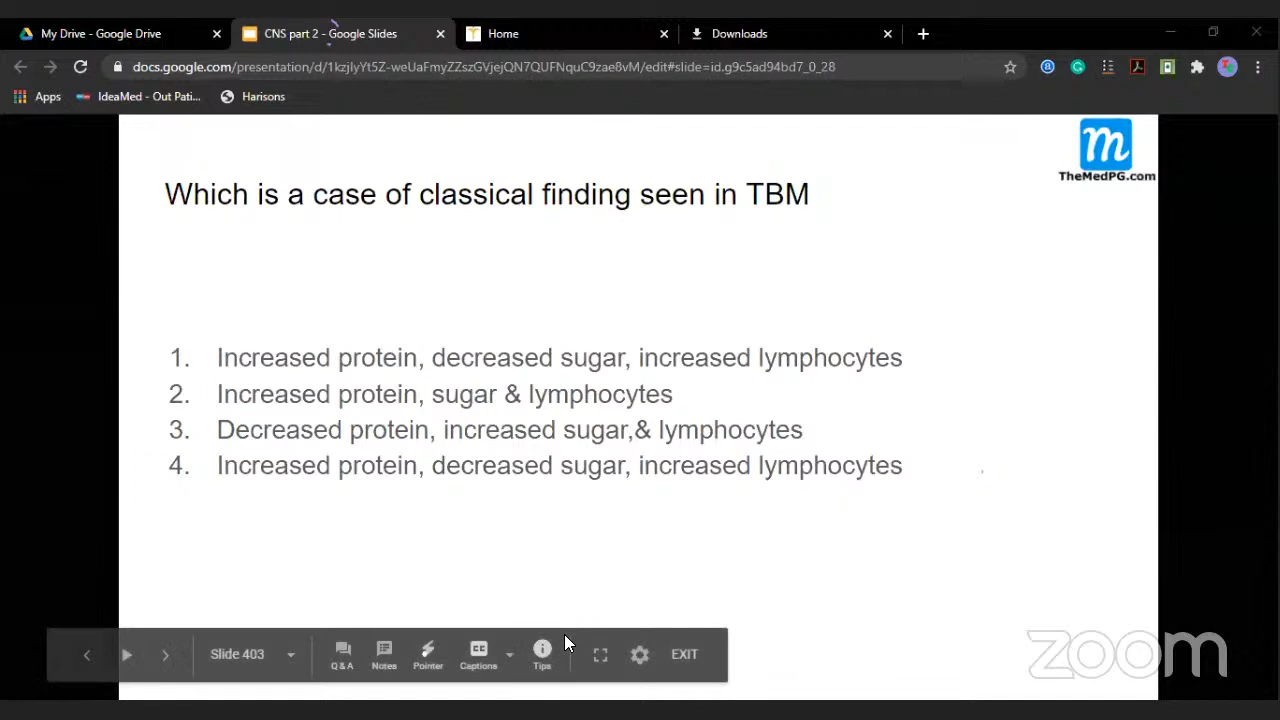 My Drive - Google Drive
CNS part 2 - Google Slides
Home
Downloads
docs.google.com/presentation/d/1kzjlyYt5Z-weUaFmyZZszGVjejQN7QUFNquC9zae8vM/edit#slide=id.g9c5ad94bd7_0_28
Apps
IdeaMed - Out Pati...
Harisons
m
TheMedPG.com
Which is a case of classical finding seen in TBM
1. Increased protein, decreased sugar, increased lymphocytes
2. Increased protein, sugar & lymphocytes
3. Decreased protein, increased sugar,& lymphocytes
4. Increased protein, decreased sugar, increased lymphocytes
Slide 403
Q&A
Notes
Pointer
CC
Captions
Tips
EXIT
zoom